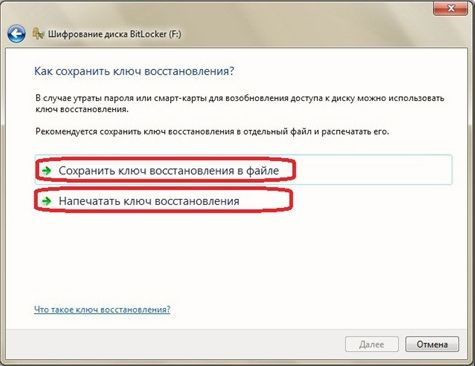 Шифрование диска BitLocker (F:)
Как сохранить ключ восстановления?
В случае утраты пароля или смарт-карты для возобновления доступа к диску можно использовать
ключ восстановления.
Рекомендуется сохранить ключ восстановления в отдельный файл и распечатать его.
Сохранить ключ восстановления в файле
Напечатать ключ восстановления
Что такое ключ восстановления?
Далее
Отмена